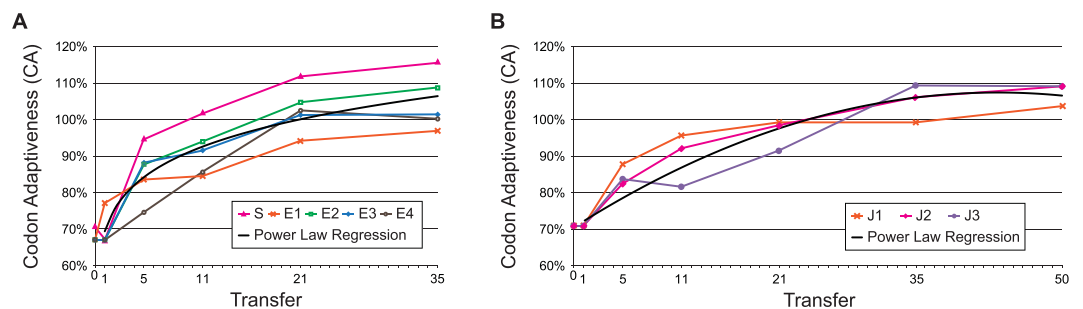 A
Codon Adaptiveness (CA)
120%
110%
100%
90%
80%
70%
60%
0 1 5 11 21 35
Transfer
S E1 E2 E3 E4
Power Law Regression
B
Codon Adaptiveness (CA)
120%
110%
100%
90%
80%
70%
60%
0 1 5 11 21 35 50
Transfer
J1 J2 J3
Power Law Regression